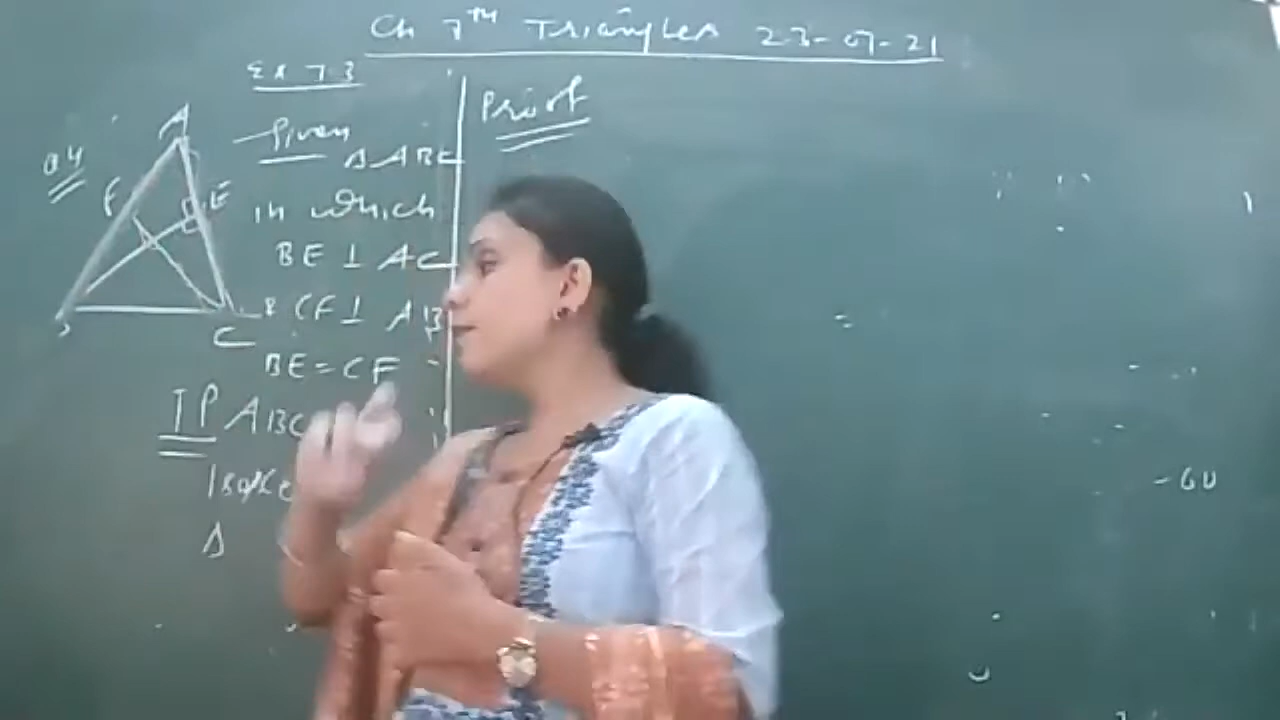 Ch 7TH Triangles 23-07-21
Ex 7.3
Q4
A
F E
B C
Given ΔABC
in which
BE ⊥ AC
& CF ⊥ AB
BE = CF
TP ABC
Δ
Proof